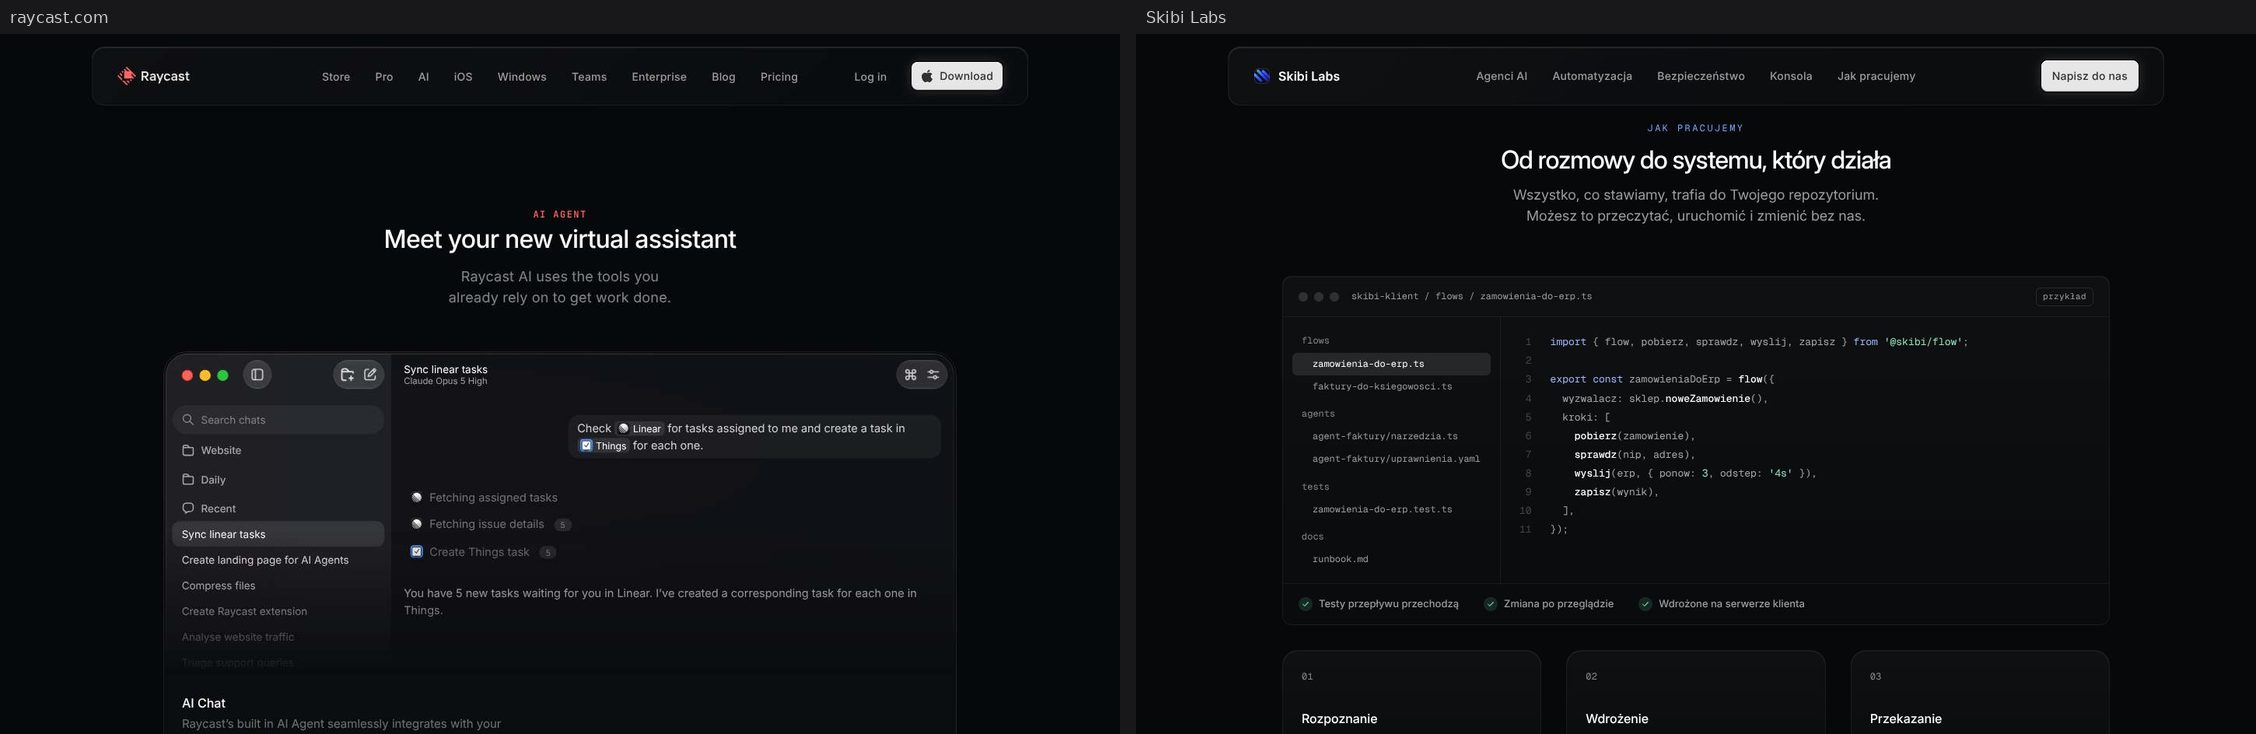 raycast.com
Raycast
Store Pro AI iOS Windows Teams Enterprise Blog Pricing Log in Download
AI AGENT
Meet your new virtual assistant
Raycast AI uses the tools you
already rely on to get work done.
Search chats
Website
Daily
Recent
Sync linear tasks
Create landing page for AI Agents
Compress files
Create Raycast extension
Analyse website traffic
Triage support queries
Sync linear tasks
Claude Opus 5 High
Check Linear for tasks assigned to me and create a task in
Things for each one.
Fetching assigned tasks
Fetching issue details 5
Create Things task 5
You have 5 new tasks waiting for you in Linear. I've created a corresponding task for each one in
Things.
AI Chat
Raycast's built in AI Agent seamlessly integrates with your
Skibi Labs
Skibi Labs
Agenci AI Automatyzacja Bezpieczeństwo Konsola Jak pracujemy Napisz do nas
JAK PRACUJEMY
Od rozmowy do systemu, który działa
Wszystko, co stawiamy, trafia do Twojego repozytorium.
Możesz to przeczytać, uruchomić i zmienić bez nas.
skibi-klient / flows / zamowienia-do-erp.ts
przykład
flows
zamowienia-do-erp.ts
faktury-do-ksiegowosci.ts
agents
agent-faktury/narzedzia.ts
agent-faktury/uprawnienia.yaml
tests
zamowienia-do-erp.test.ts
docs
runbook.md
1 import { flow, pobierz, sprawdz, wyslij, zapisz } from '@skibi/flow';
2
3 export const zamowieniaDoErp = flow({
4 wyzwalacz: sklep.noweZamowienie(),
5 kroki: [
6 pobierz(zamowienie),
7 sprawdz(nip, adres),
8 wyslij(erp, { ponow: 3, odstep: '4s' }),
9 zapisz(wynik),
10 ],
11 });
Testy przepływu przechodzą
Zmiana po przeglądzie
Wdrożone na serwerze klienta
01
Rozpoznanie
02
Wdrożenie
03
Przekazanie